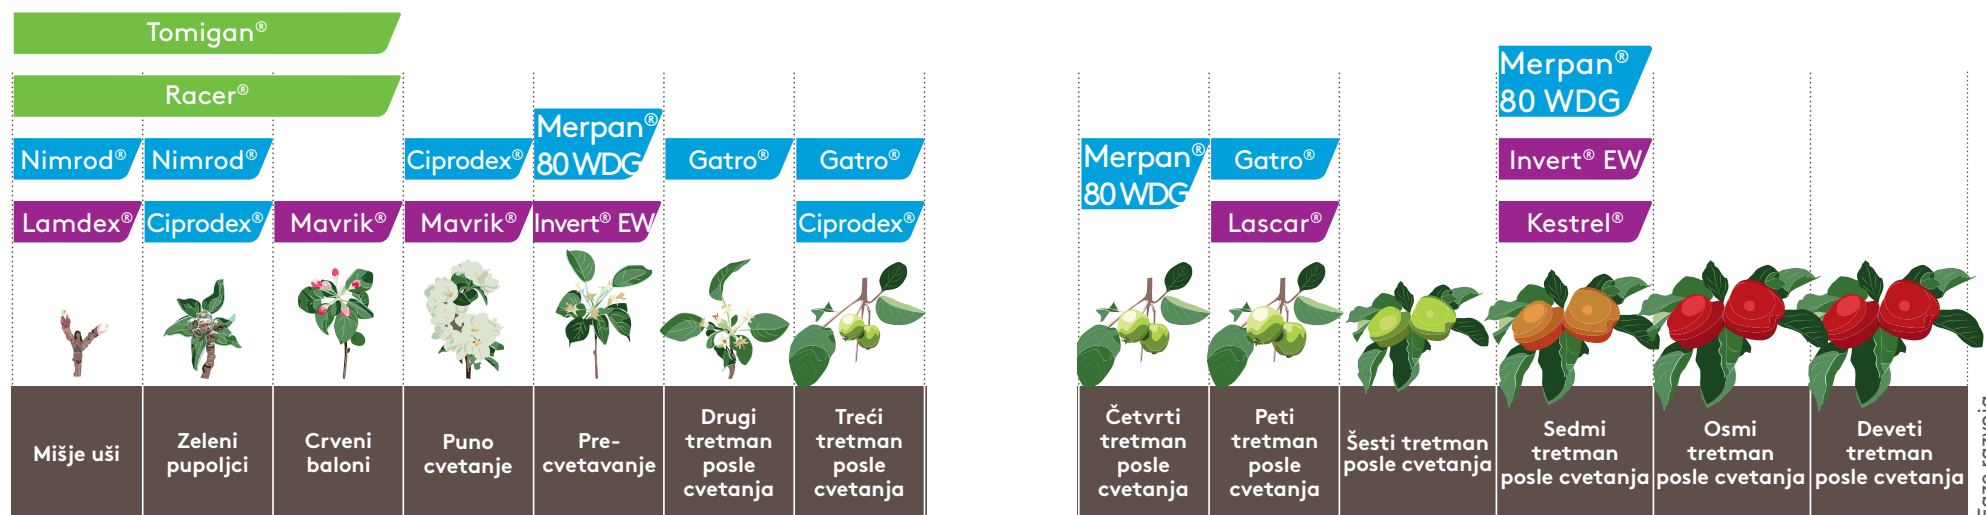 Tomigan®
Racer®
Nimrod®
Nimrod®
Ciprodex®
Merpan®
80 WDG
Gatro®
Gatro®
Lamdex®
Ciprodex®
Mavrik®
Mavrik®
Invert® EW
Ciprodex®
Mišje uši
Zeleni
pupoljci
Crveni
baloni
Puno
cvetanje
Pre-
cvetavanje
Drugi
tretman
posle
cvetanja
Treći
tretman
posle
cvetanja
Merpan®
80 WDG
Merpan®
80 WDG
Gatro®
Invert® EW
Lascar®
Kestrel®
Četvrti
tretman
posle
cvetanja
Peti
tretman
posle
cvetanja
Šesti tretman
posle cvetanja
Sedmi
tretman
posle cvetanja
Osmi
tretman
posle cvetanja
Deveti
tretman
posle cvetanja